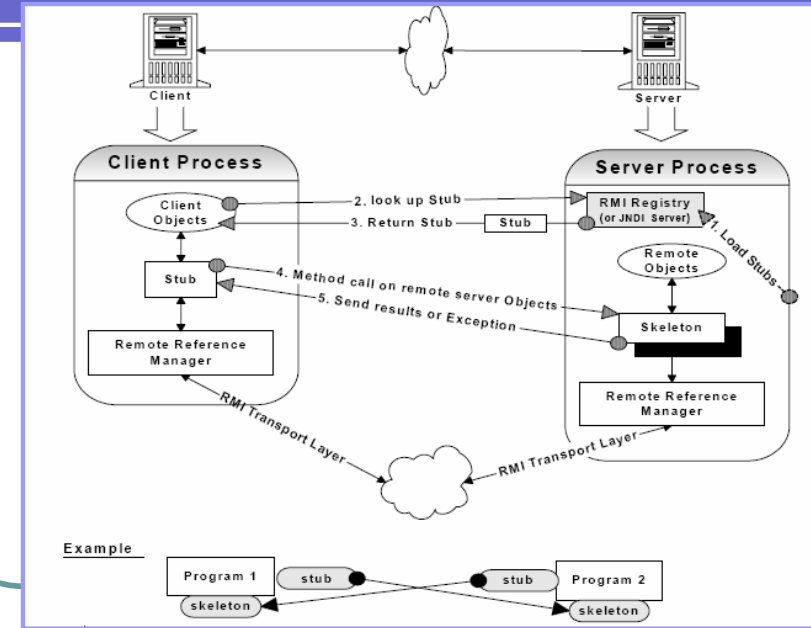 Client
Server
Client Process
Server Process
Client
Objects
2. look up Stub
3. Return Stub
Stub
RMI Registry
(or JNDI Server)
1. Load Stubs
Remote
Objects
Stub
4. Method call on remote server Objects
5. Send results or Exception
Skeleton
Remote Reference
Manager
Remote Reference
Manager
RMI Transport Layer
RMI Transport Layer
Example
Program 1
stub
stub
Program 2
skeleton
skeleton